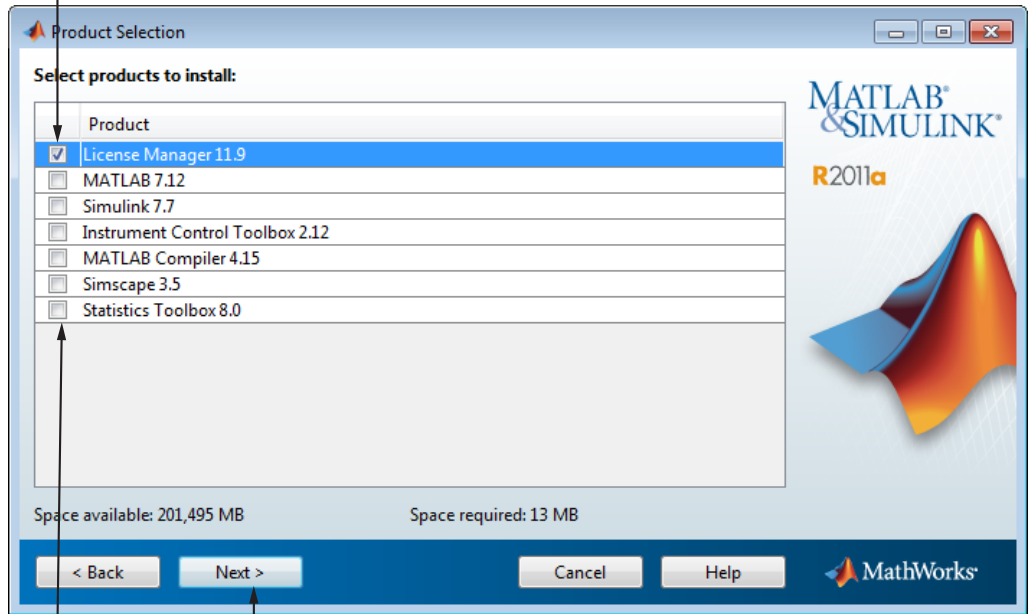 Product Selection
Select products to install:
MATLAB®
&SIMULINK®
R2011a
Product
License Manager 11.9
MATLAB 7.12
Simulink 7.7
Instrument Control Toolbox 2.12
MATLAB Compiler 4.15
Simscape 3.5
Statistics Toolbox 8.0
Space available: 201,495 MB Space required: 13 MB
< Back Next > Cancel Help MathWorks®